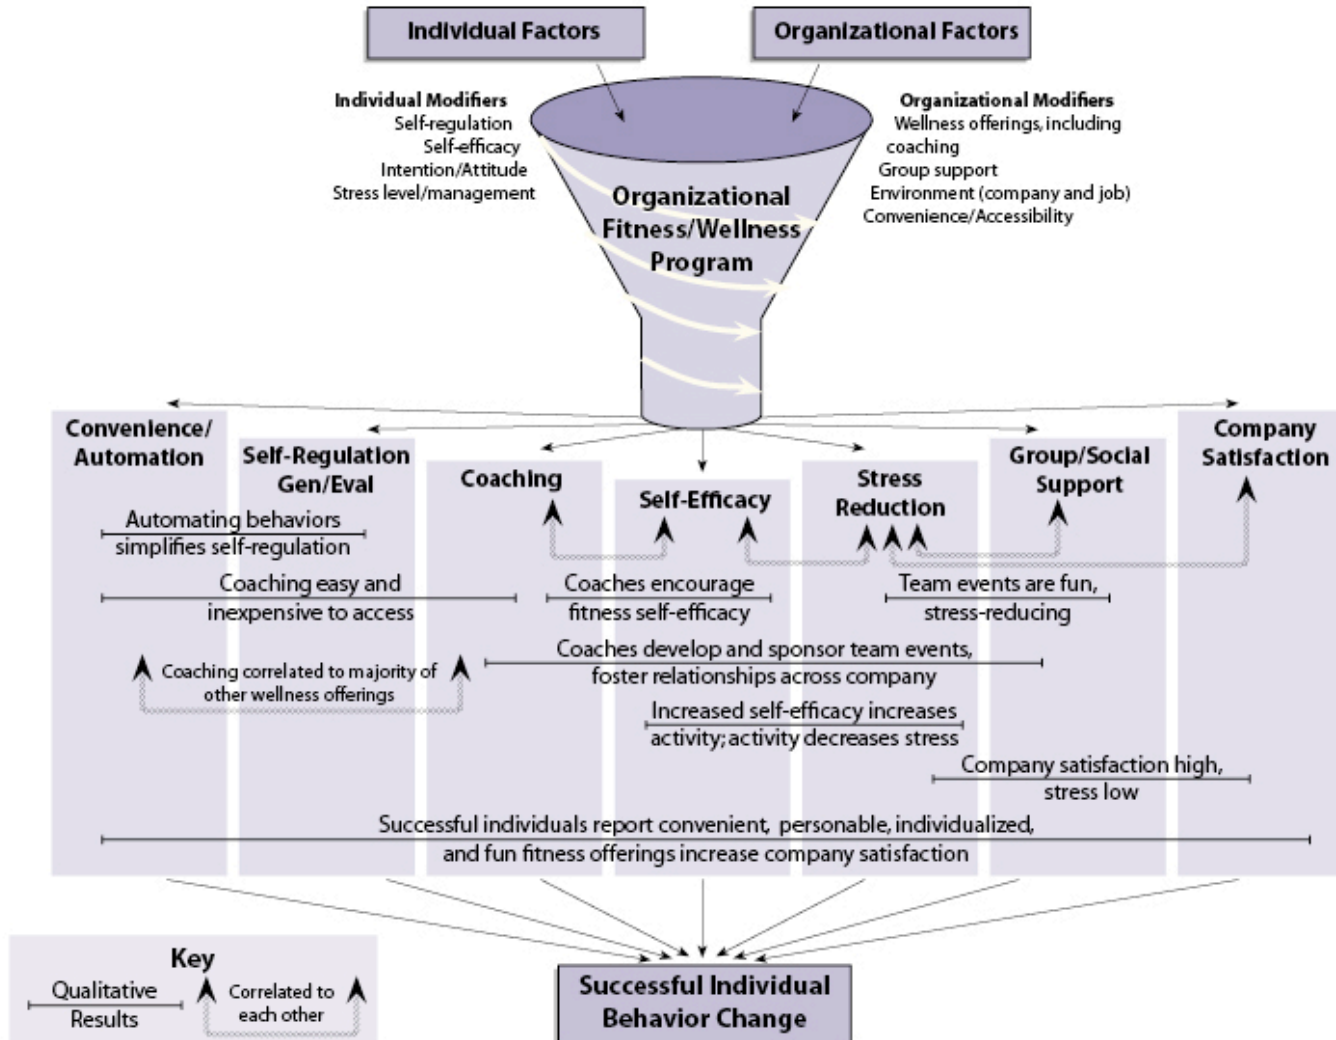 Individual Factors
Organizational Factors
Individual Modifiers
Self-regulation
Self-efficacy
Intention/Attitude
Stress level/management
Organizational Modifiers
Wellness offerings, including
coaching
Group support
Environment (company and job)
Convenience/Accessibility
Organizational
Fitness/Wellness
Program
Convenience/
Automation
Self-Regulation
Gen/Eval
Coaching
Self-Efficacy
Stress
Reduction
Group/Social
Support
Company
Satisfaction
Automating behaviors
simplifies self-regulation
Coaching easy and
inexpensive to access
Coaches encourage
fitness self-efficacy
Team events are fun,
stress-reducing
Coaching correlated to majority of
other wellness offerings
Coaches develop and sponsor team events,
foster relationships across company
Increased self-efficacy increases
activity; activity decreases stress
Company satisfaction high,
stress low
Successful individuals report convenient, personable, individualized,
and fun fitness offerings increase company satisfaction
Key
Qualitative
Results
Correlated to
each other
Successful Individual
Behavior Change